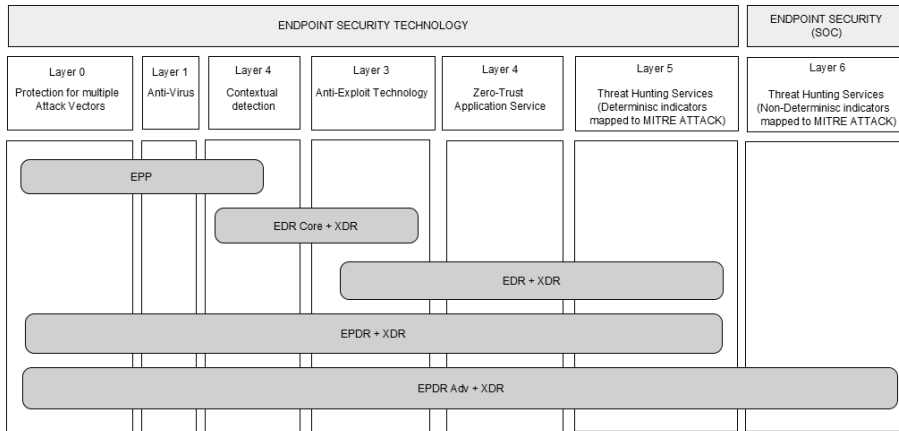 ENDPOINT SECURITY TECHNOLOGY
ENDPOINT SECURITY
(SOC)
Layer 0
Protection for multiple
Attack Vectors
Layer 1
Anti-Virus
Layer 4
Contextual
detection
Layer 3
Anti-Exploit Technology
Layer 4
Zero-Trust
Application Service
Layer 5
Threat Hunting Services
(Determinisc indicators
mapped to MITRE ATTACK)
Layer 6
Threat Hunting Services
(Non-Determinisc indicators
mapped to MITRE ATTACK)
EPP
EDR Core + XDR
EDR + XDR
EPDR + XDR
EPDR Adv + XDR